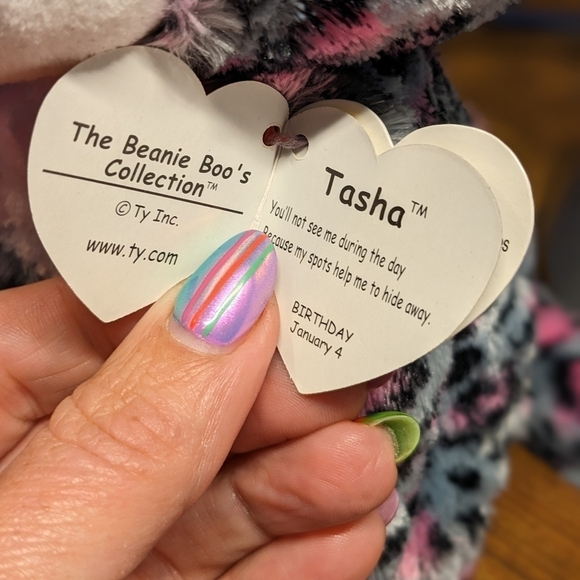 The Beanie Boo's
Collection™
© Ty Inc.
www.ty.com
Tasha™
You'll not see me during the day
Because my spots help me to hide away.
BIRTHDAY
January 4